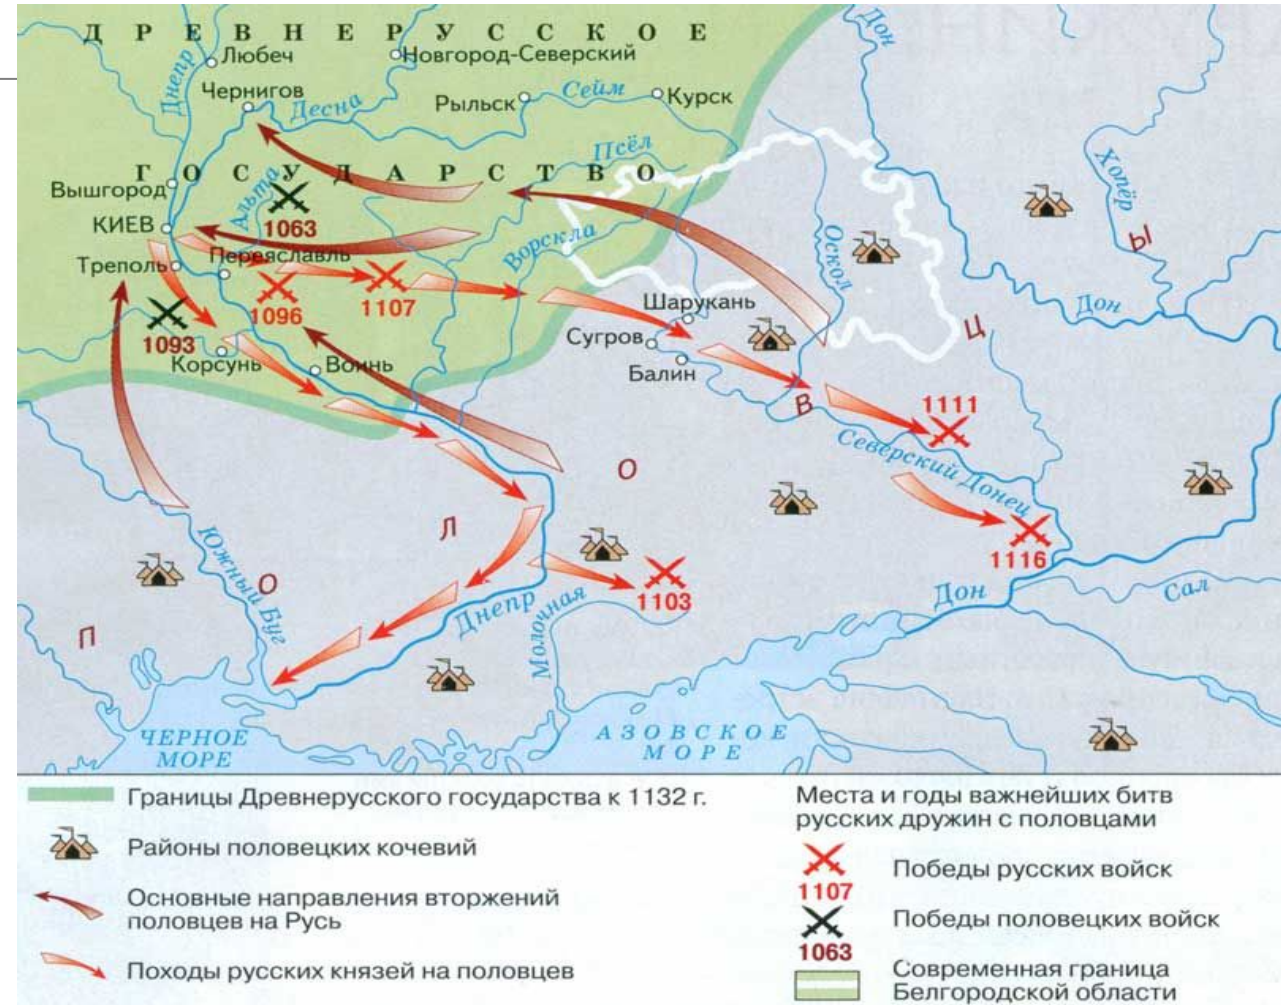 ДРЕВНЕРУССКОЕ
ГОСУДАРСТВО
Днепр
Любеч
Новгород-Северский
Дон
Чернигов
Десна
Рыльск
Сейм
Курск
Псёл
Хопёр
Вышгород
Альта
1063
КИЕВ
Ворскла
Оскол
Треполь
Переяславль
1096
1107
1093
Корсунь
Воинь
Шарукань
Сугров
Балин
Дон
ПОЛОВЦЫ
1111
Северский Донец
1116
1103
Южный Буг
Днепр
Молочная
Дон
Сал
ЧЕРНОЕ
МОРЕ
АЗОВСКОЕ
МОРЕ
Границы Древнерусского государства к 1132 г.
Районы половецких кочевий
Основные направления вторжений
половцев на Русь
Походы русских князей на половцев
Места и годы важнейших битв
русских дружин с половцами
Победы русских войск
1107
Победы половецких войск
1063
Современная граница
Белгородской области